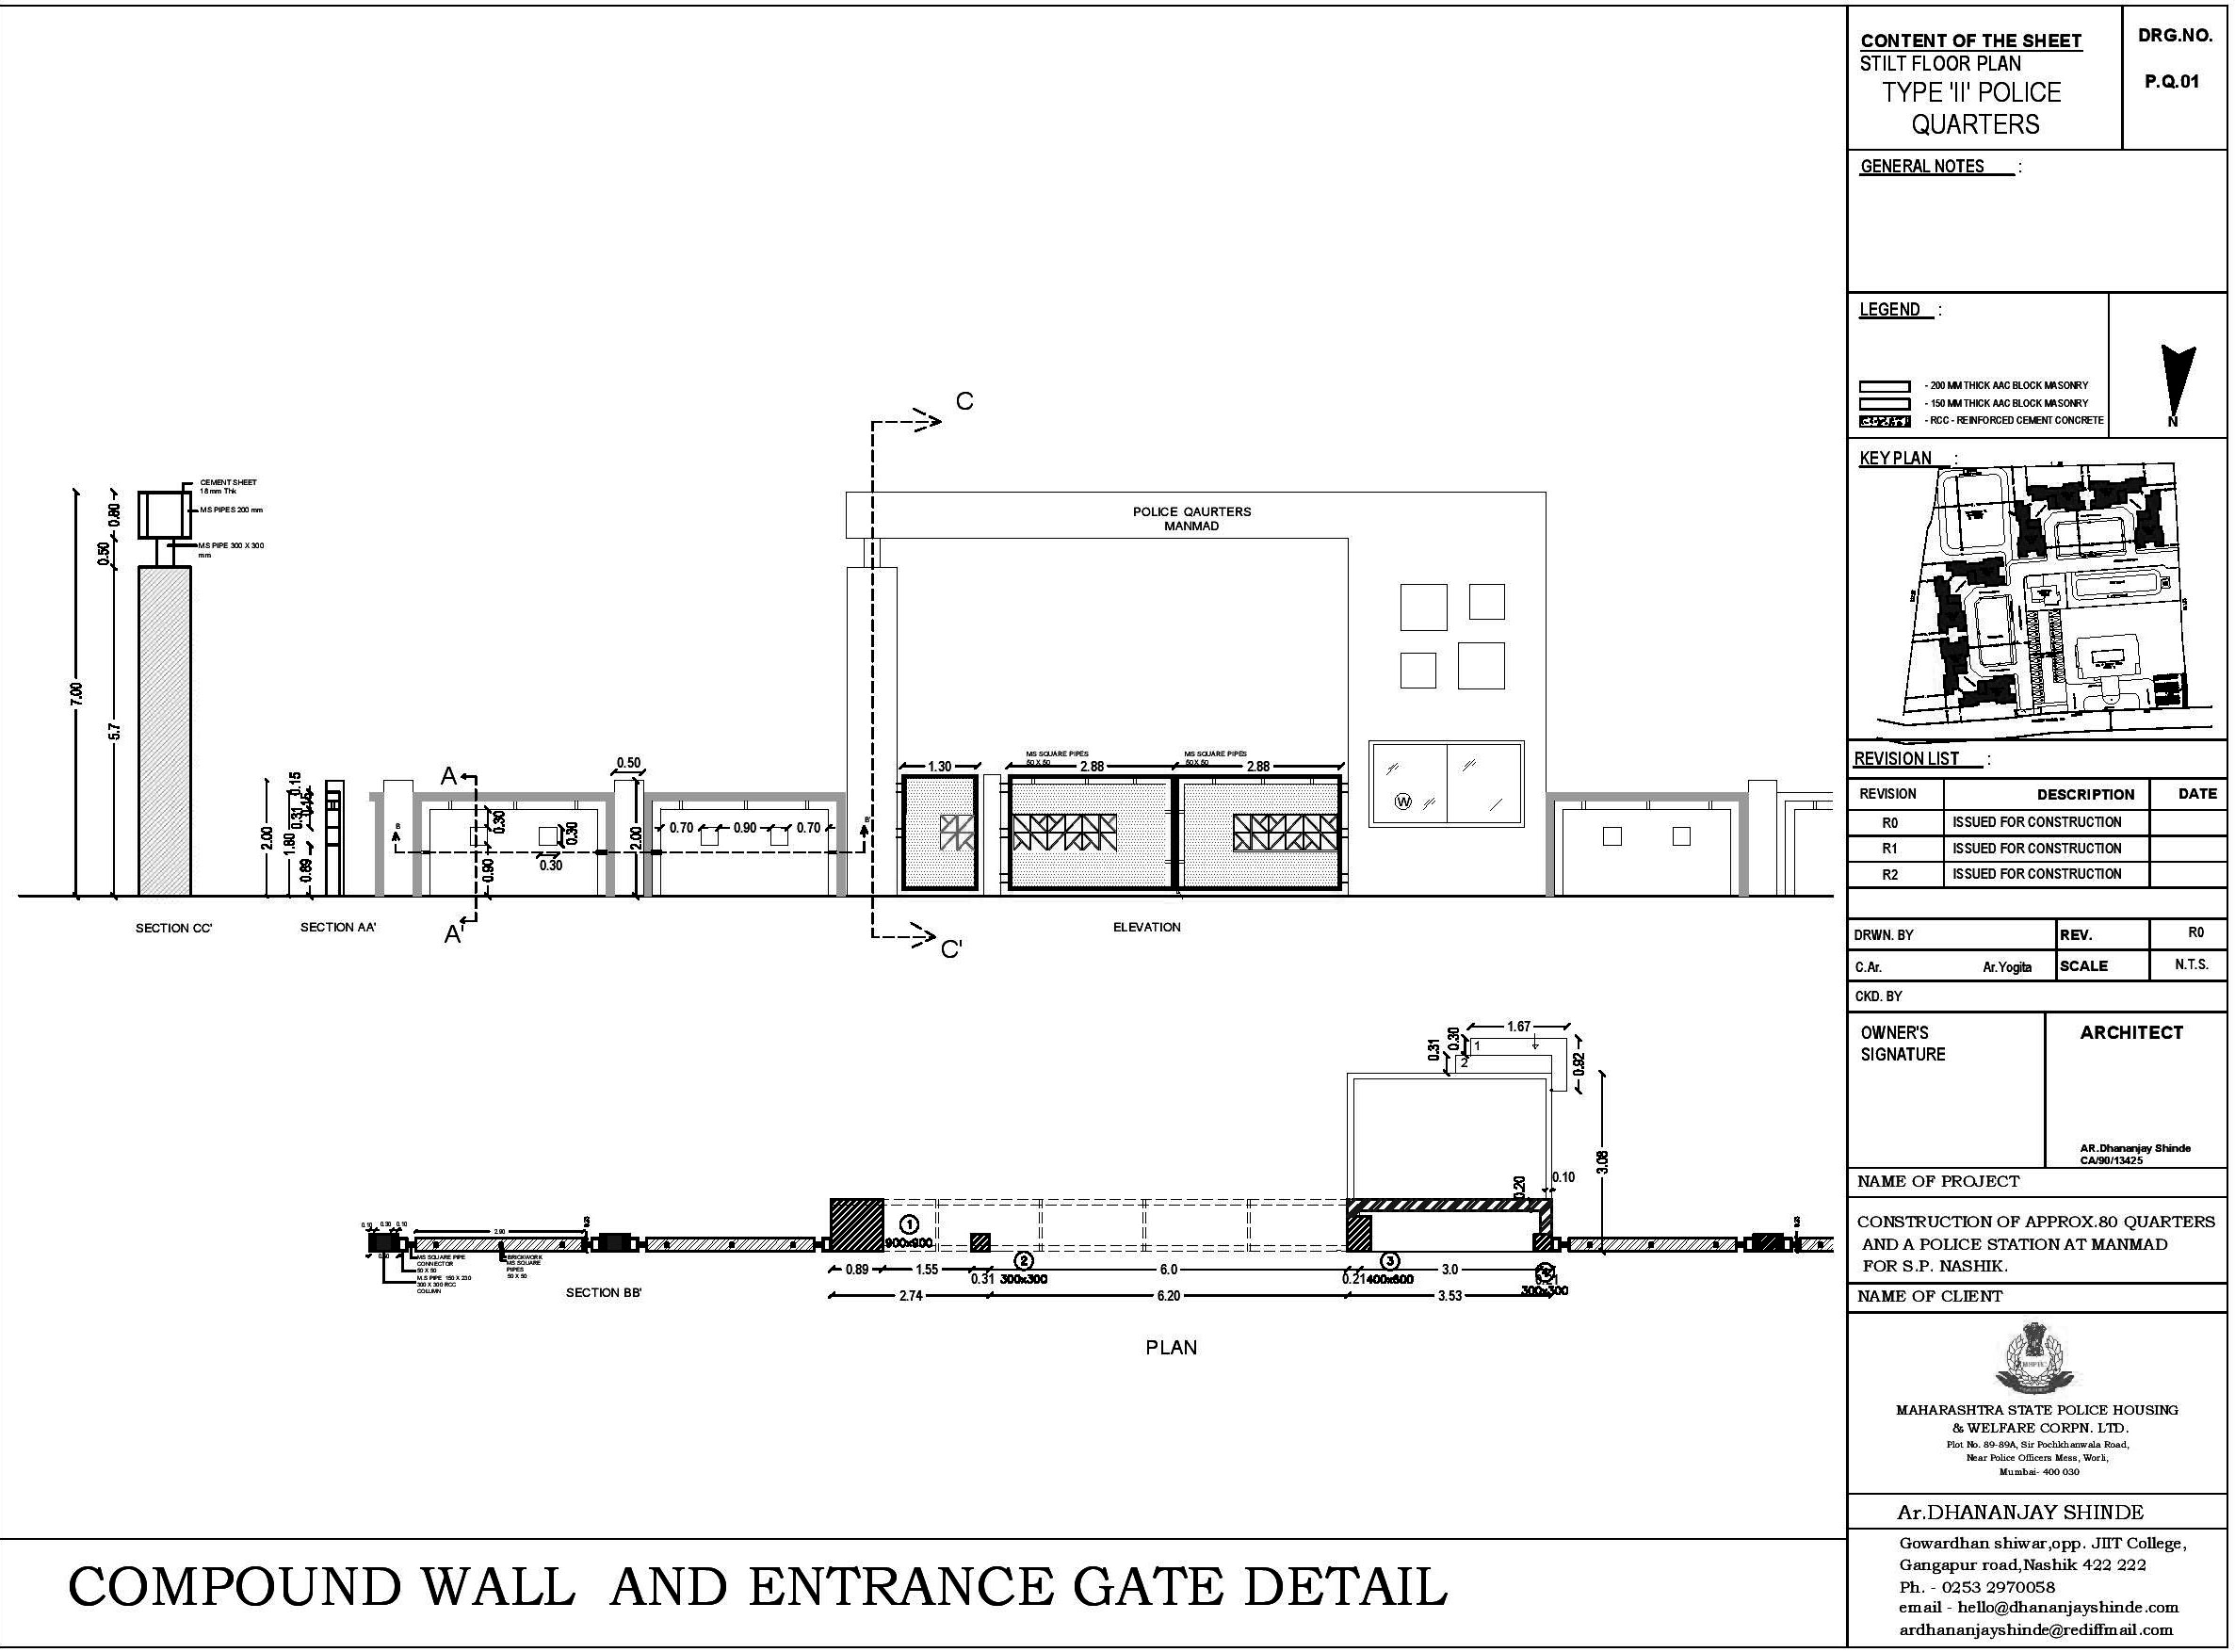 CONTENT OF THE SHEET
STILT FLOOR PLAN
TYPE 'II' POLICE
QUARTERS
DRG.NO.
P.Q.01
GENERAL NOTES :
LEGEND :
- 200 MM THICK AAC BLOCK MASONRY
- 150 MM THICK AAC BLOCK MASONRY
- RCC - REINFORCED CEMENT CONCRETE
N
KEY PLAN :
REVISION LIST :
REVISION DESCRIPTION DATE
R0 ISSUED FOR CONSTRUCTION
R1 ISSUED FOR CONSTRUCTION
R2 ISSUED FOR CONSTRUCTION
DRWN. BY REV. R0
C.Ar. Ar.Yogita SCALE N.T.S.
CKD. BY
OWNER'S
SIGNATURE
ARCHITECT
AR.Dhananjay Shinde
CA/90/13425
NAME OF PROJECT
CONSTRUCTION OF APPROX.80 QUARTERS
AND A POLICE STATION AT MANMAD
FOR S.P. NASHIK.
NAME OF CLIENT
MAHARASHTRA STATE POLICE HOUSING
& WELFARE CORPN. LTD.
Plot No. 89-89A, Sir Pochkhanwala Road,
Near Police Officers Mess, Worli,
Mumbai- 400 030
Ar.DHANANJAY SHINDE
Gowardhan shiwar,opp. JIIT College,
Gangapur road,Nashik 422 222
Ph. - 0253 2970058
email - hello@dhananjayshinde.com
ardhananjayshinde@rediffmail.com
CEMENT SHEET
18mm Thk
MS PIPES 200 mm
MS PIPE 300 X 300
mm
0.80
0.50
7.00
5.7
SECTION CC'
2.00
1.80
0.15
0.31
0.15
0.89
SECTION AA'
A
A'
0.30
0.30
0.30
0.90
0.50
2.00
0.70
0.90
0.70
C
C'
POLICE QAURTERS
MANMAD
1.30
MS SQUARE PIPES
50 X 50
2.88
MS SQUARE PIPES
50 X 50
2.88
W
ELEVATION
1.67
0.30
0.31
1
2
0.92
3.08
0.10
0.20
0.10 0.30 0.10
2.90
MS SQUARE PIPE
CONNECTOR
50 X 50
M.S PIPE 150 X 230
300 X 300 RCC
COLUMN
BRICKWORK
MS SQUARE
PIPES
50 X 50
SECTION BB'
1
900x900
2
300x300
3
400x600
300x300
0.89
1.55
0.31
6.0
0.21
3.0
2.74
6.20
3.53
PLAN
COMPOUND WALL AND ENTRANCE GATE DETAIL